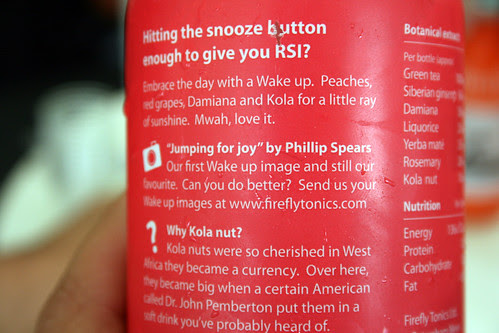 Hitting the snooze button
enough to give you RSI?
Embrace the day with a Wake up. Peaches,
red grapes, Damiana and Kola for a little ray
of sunshine. Mwah, love it.
"Jumping for joy" by Phillip Spears
Our first Wake up image and still our
favourite. Can you do better? Send us your
Wake up images at www.fireflytonics.com
? Why Kola nut?
Kola nuts were so cherished in West
Africa they became a currency. Over here,
they became big when a certain American
called Dr. John Pemberton put them in a
soft drink you've probably heard of.
Botanical
Per bottle
Green tea
Siberian ginseng
Damiana
Liquorice
Yerba maté
Rosemary
Kola nut
Nutrition
Energy
Protein
Carbohydrate
Fat
Firefly Tonics Ltd.